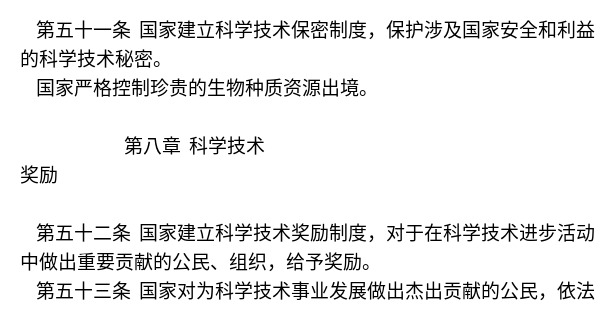 第五十一条 国家建立科学技术保密制度，保护涉及国家安全和利益
的科学技术秘密。
国家严格控制珍贵的生物种质资源出境。
第八章 科学技术
奖励
第五十二条 国家建立科学技术奖励制度，对于在科学技术进步活动
中做出重要贡献的公民、组织，给予奖励。
第五十三条 国家对为科学技术事业发展做出杰出贡献的公民，依法